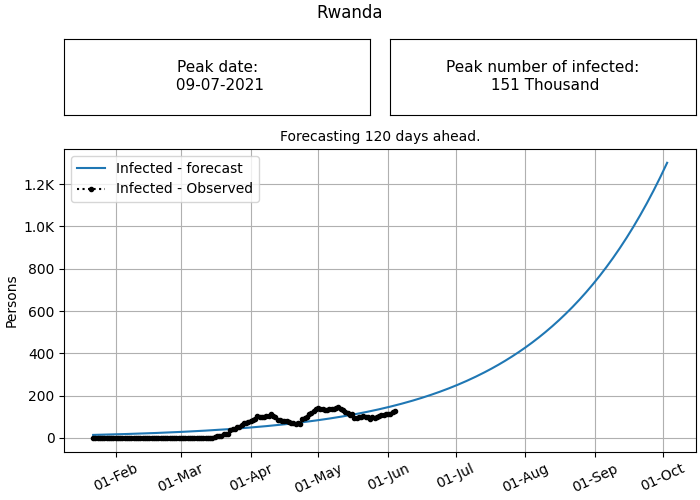 Rwanda
Peak date:
09-07-2021
Peak number of infected:
151 Thousand
Forecasting 120 days ahead.
Infected - forecast
Infected - Observed
1.2K
1.0K
800
600
400
200
0
Persons
01-Feb
01-Mar
01-Apr
01-May
01-Jun
01-Jul
01-Aug
01-Sep
01-Oct